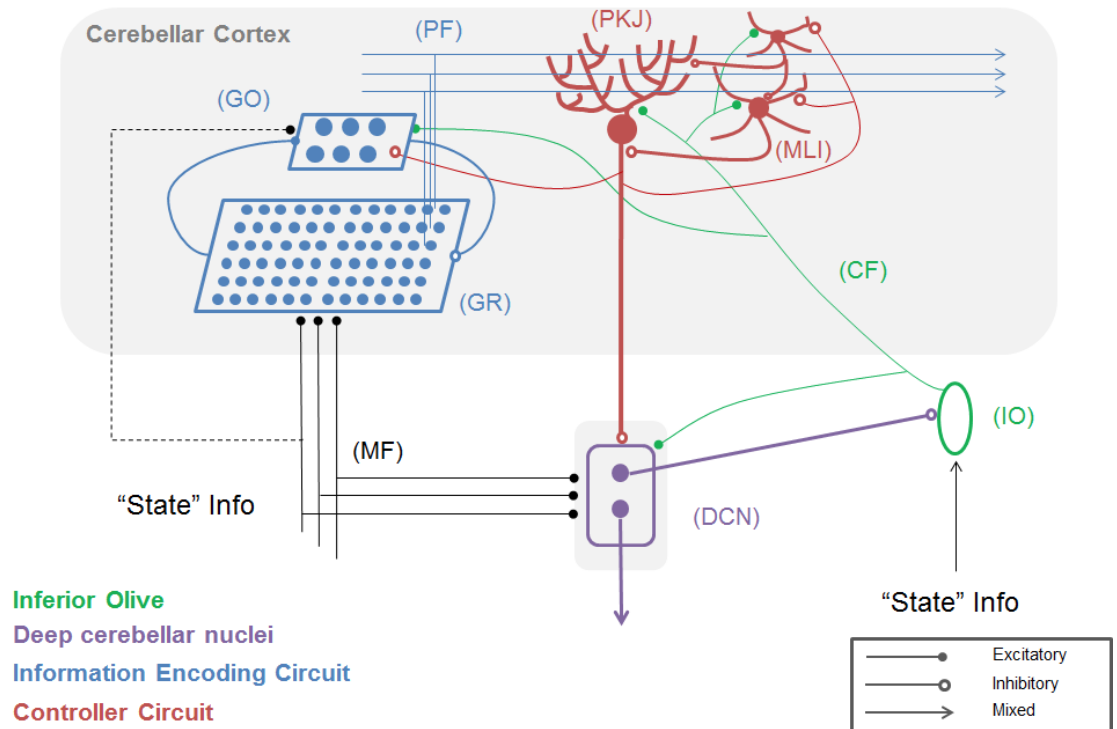 Cerebellar Cortex
(PF)
(PKJ)
(GO)
(MLI)
(CF)
(GR)
(IO)
(MF)
"State" Info
(DCN)
"State" Info
Inferior Olive
Deep cerebellar nuclei
Information Encoding Circuit
Controller Circuit
Excitatory
Inhibitory
Mixed